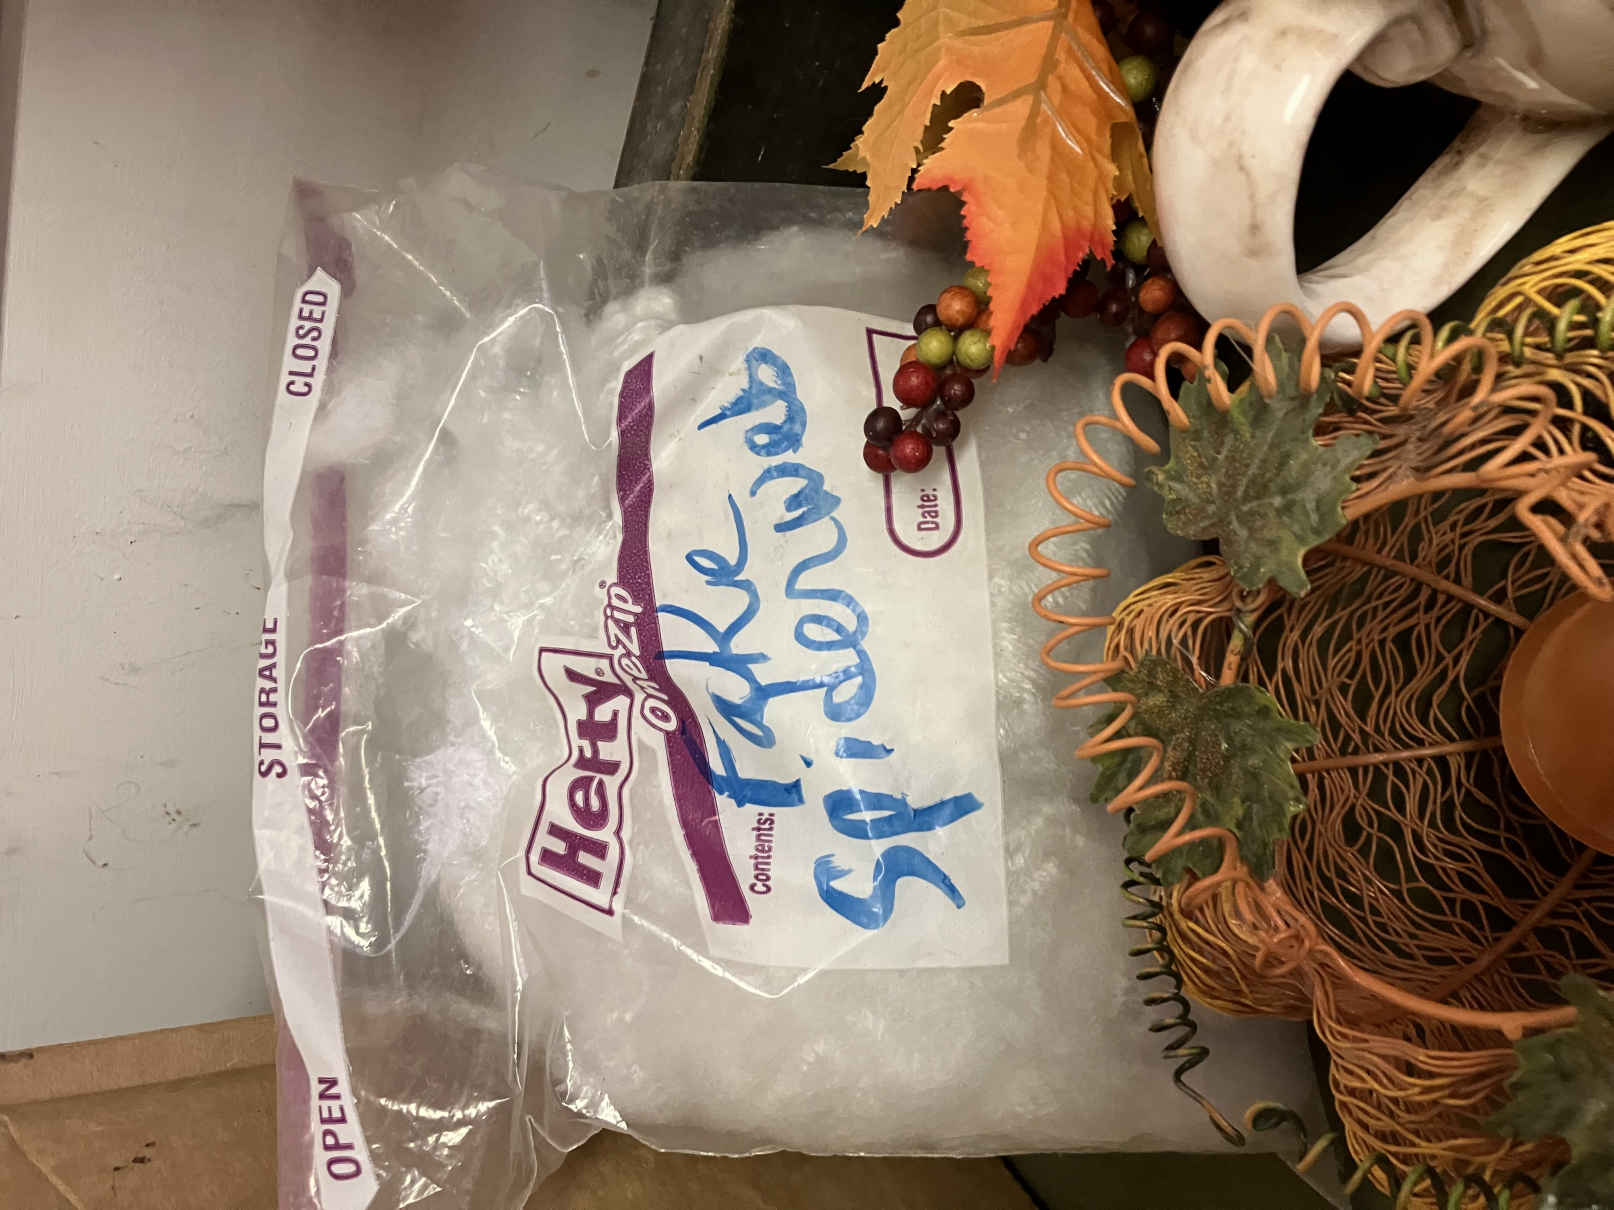 OPEN STORAGE CLOSED
Hefty®
OneZip®
Contents: Fake
Spiderweb
Date: